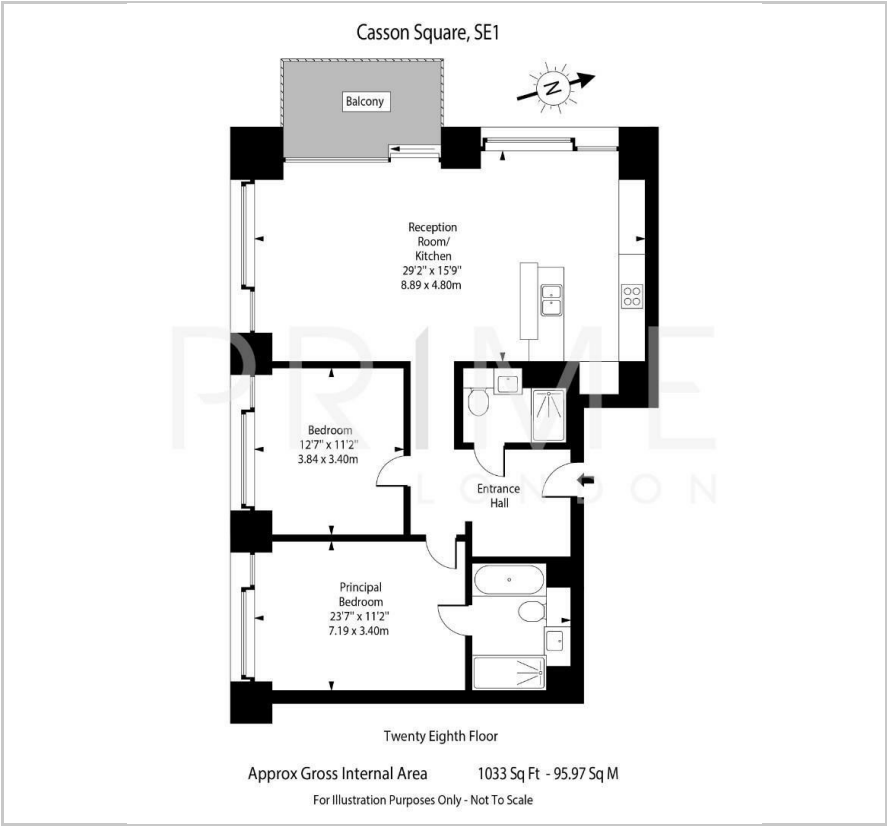 Casson Square, SE1
Balcony
N
Reception
Room/
Kitchen
29'2" x 15'9"
8.89 x 4.80m
PRIME
LONDON
Bedroom
12'7" x 11'2"
3.84 x 3.40m
Entrance
Hall
Principal
Bedroom
23'7" x 11'2"
7.19 x 3.40m
Twenty Eighth Floor
Approx Gross Internal Area 1033 Sq Ft - 95.97 Sq M
For Illustration Purposes Only - Not To Scale